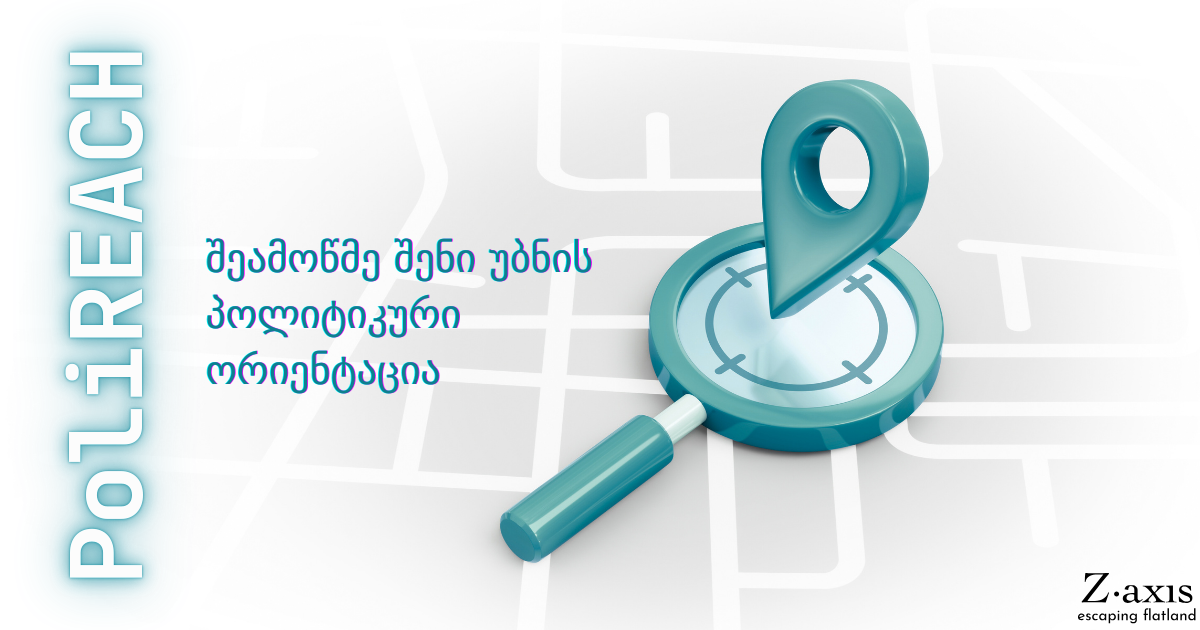 PoliREACH
შეამოწმე შენი უბნის
პოლიტიკური
ორიენტაცია
Z·axis
escaping flatland